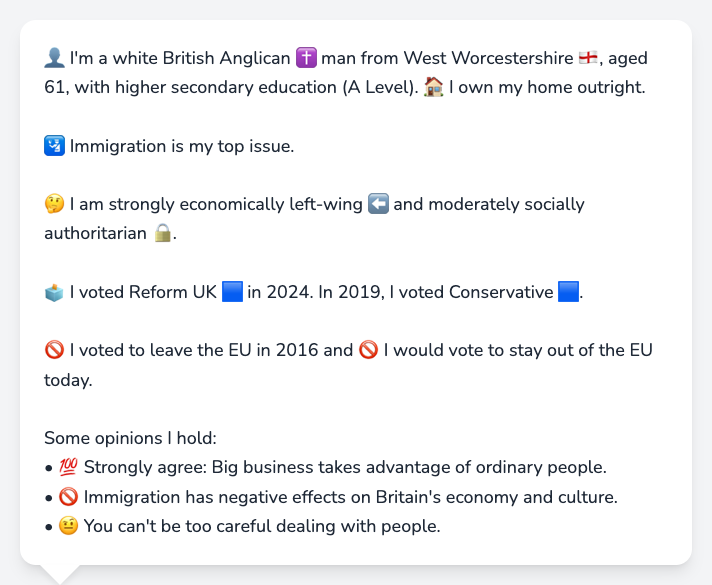 👤 I'm a white British Anglican ✝️ man from West Worcestershire 🏴󠁧󠁢󠁥󠁮󠁧󠁿, aged
61, with higher secondary education (A Level). 🏠 I own my home outright.
🛂 Immigration is my top issue.
🤔 I am strongly economically left-wing ⬅️ and moderately socially
authoritarian 🔒.
🗳️ I voted Reform UK 🟦 in 2024. In 2019, I voted Conservative 🟦.
🚫 I voted to leave the EU in 2016 and 🚫 I would vote to stay out of the EU
today.
Some opinions I hold:
• 💯 Strongly agree: Big business takes advantage of ordinary people.
• 🚫 Immigration has negative effects on Britain's economy and culture.
• 🤨 You can't be too careful dealing with people.